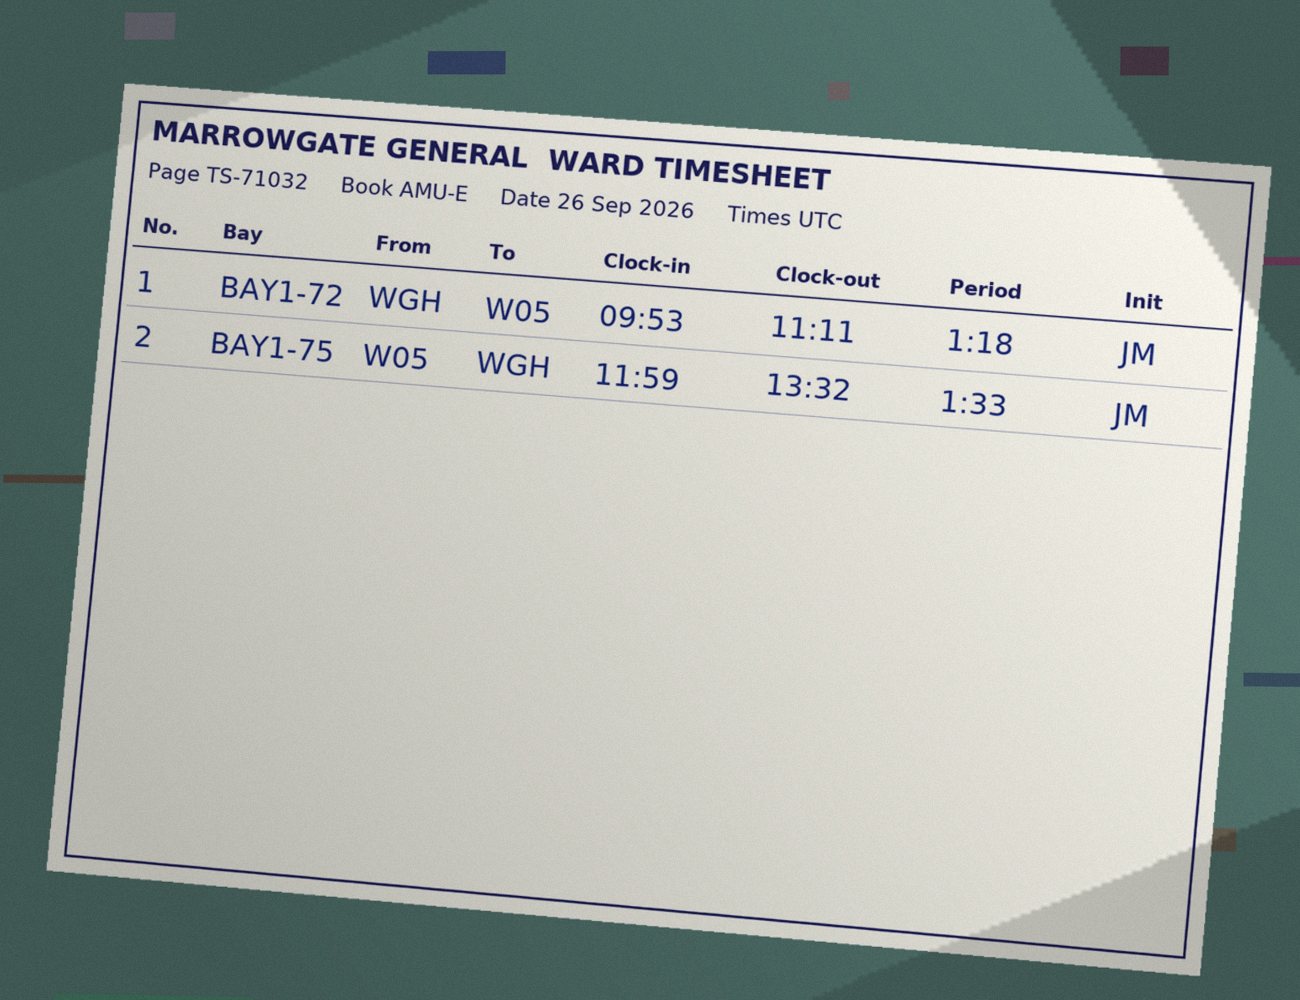 MARROWGATE GENERAL WARD TIMESHEET
Page TS-71032 Book AMU-E Date 26 Sep 2026 Times UTC
No. Bay From To Clock-in Clock-out Period Init
1 BAY1-72 WGH W05 09:53 11:11 1:18 JM
2 BAY1-75 W05 WGH 11:59 13:32 1:33 JM